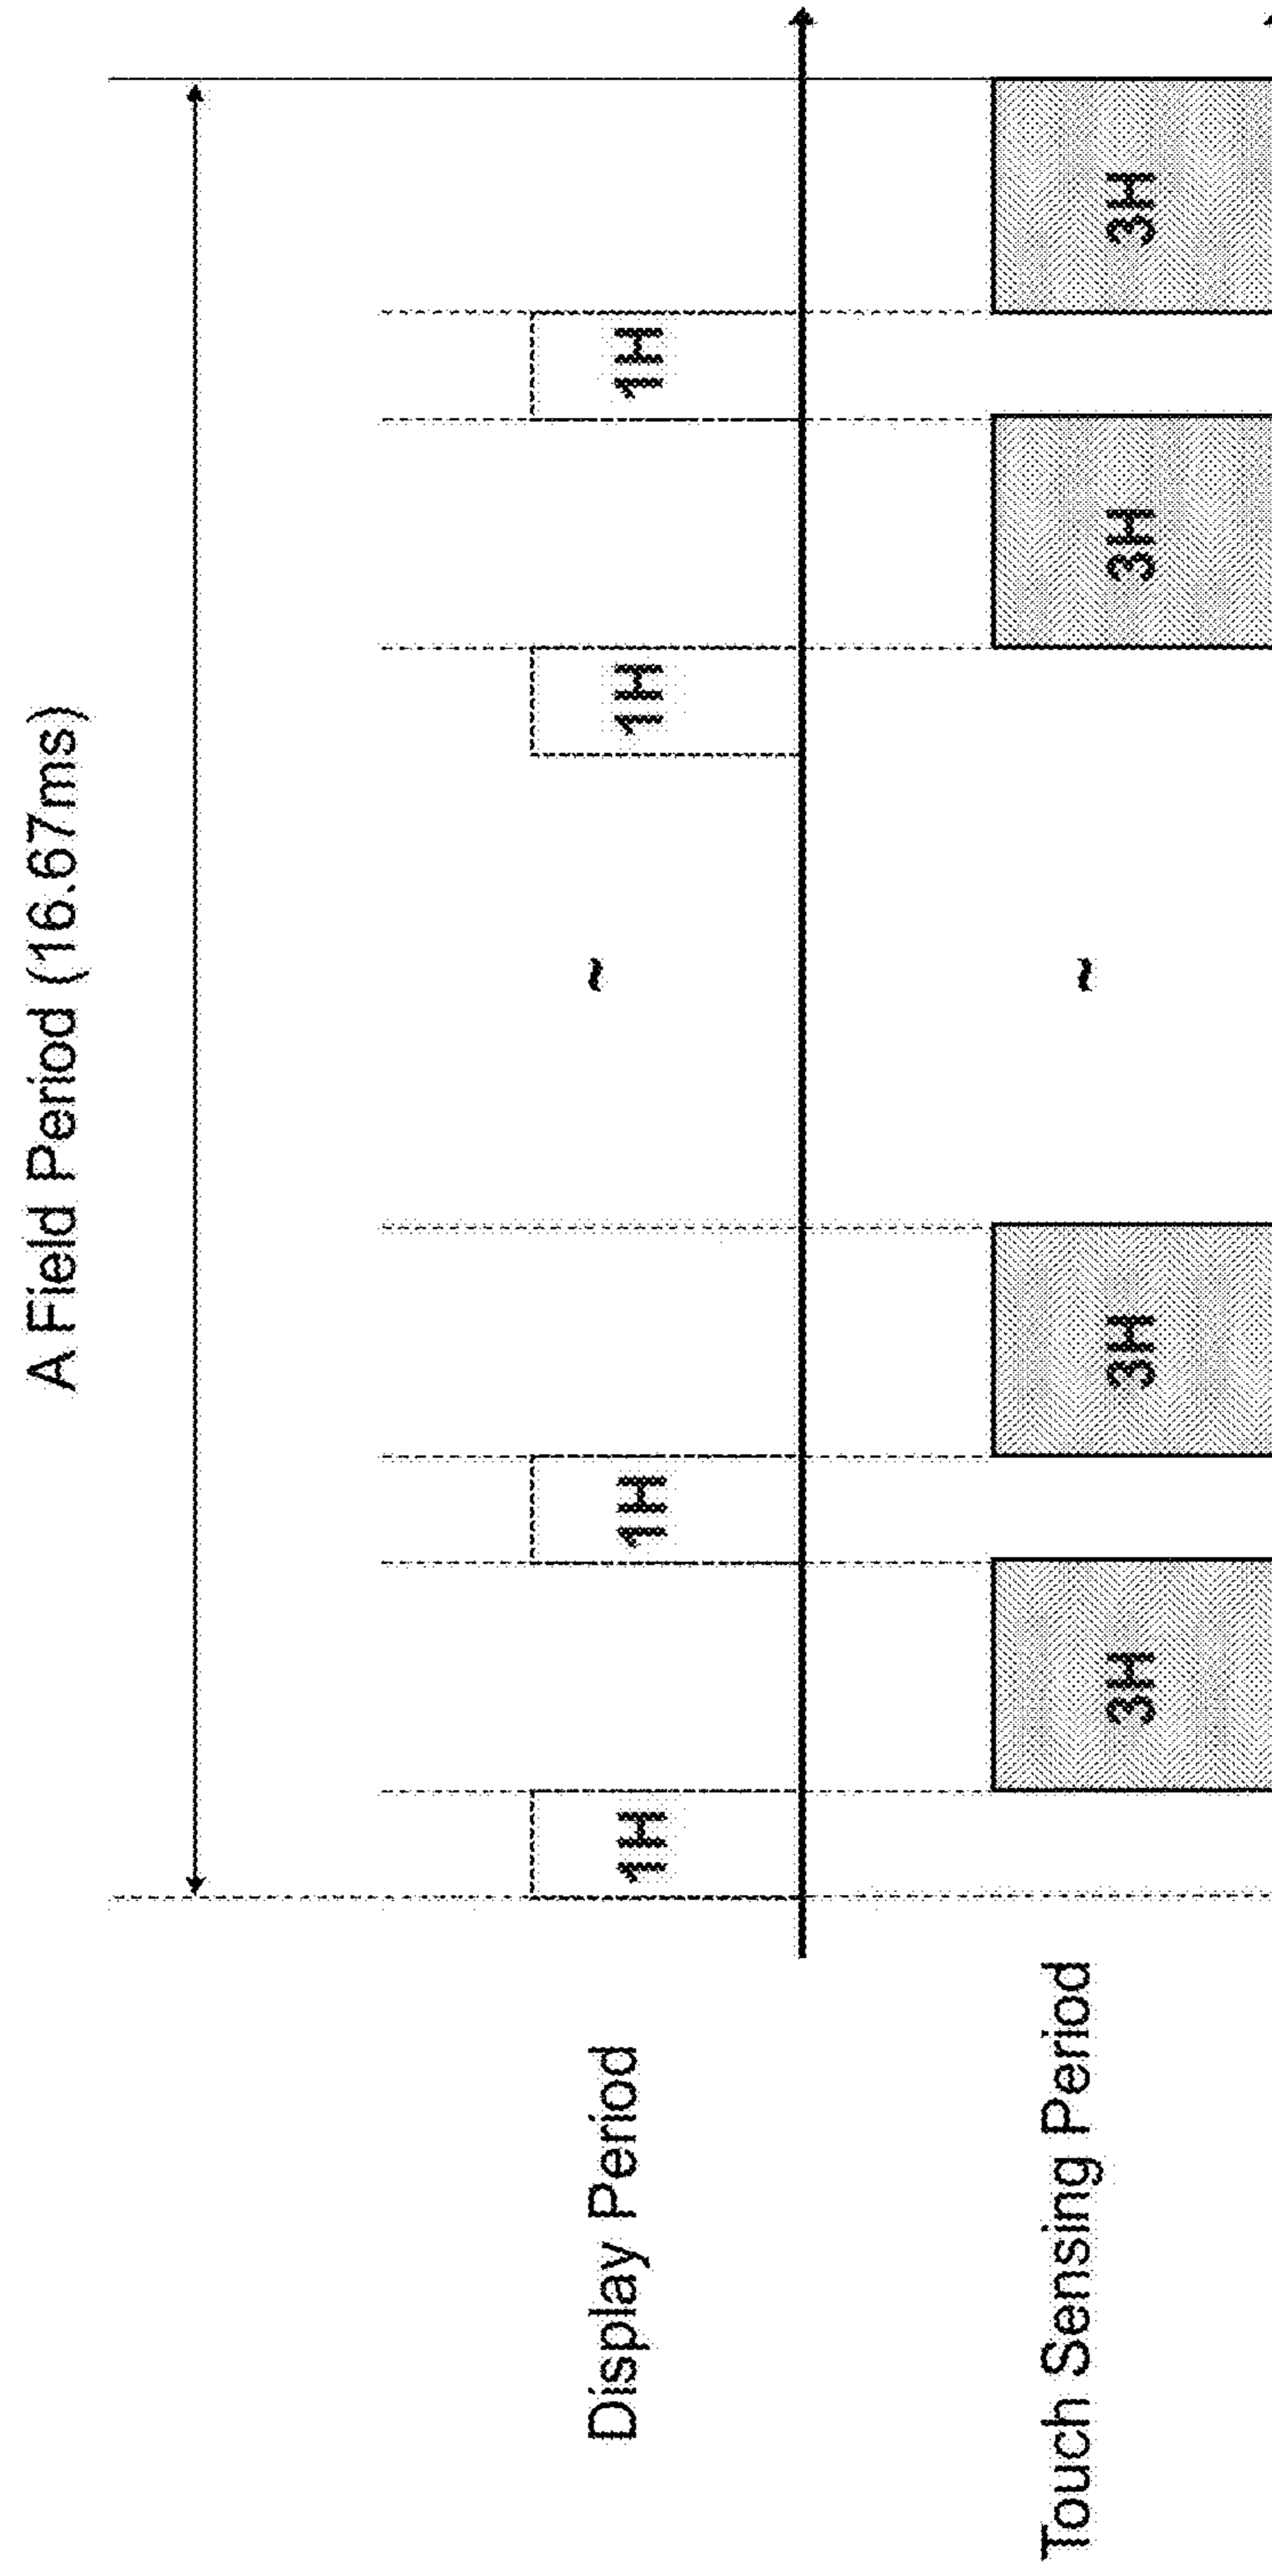 A Field Period (16.67ms)
Display Period
1H
1H
~
1H
1H
Touch Sensing Period
3H
3H
~
3H
3H